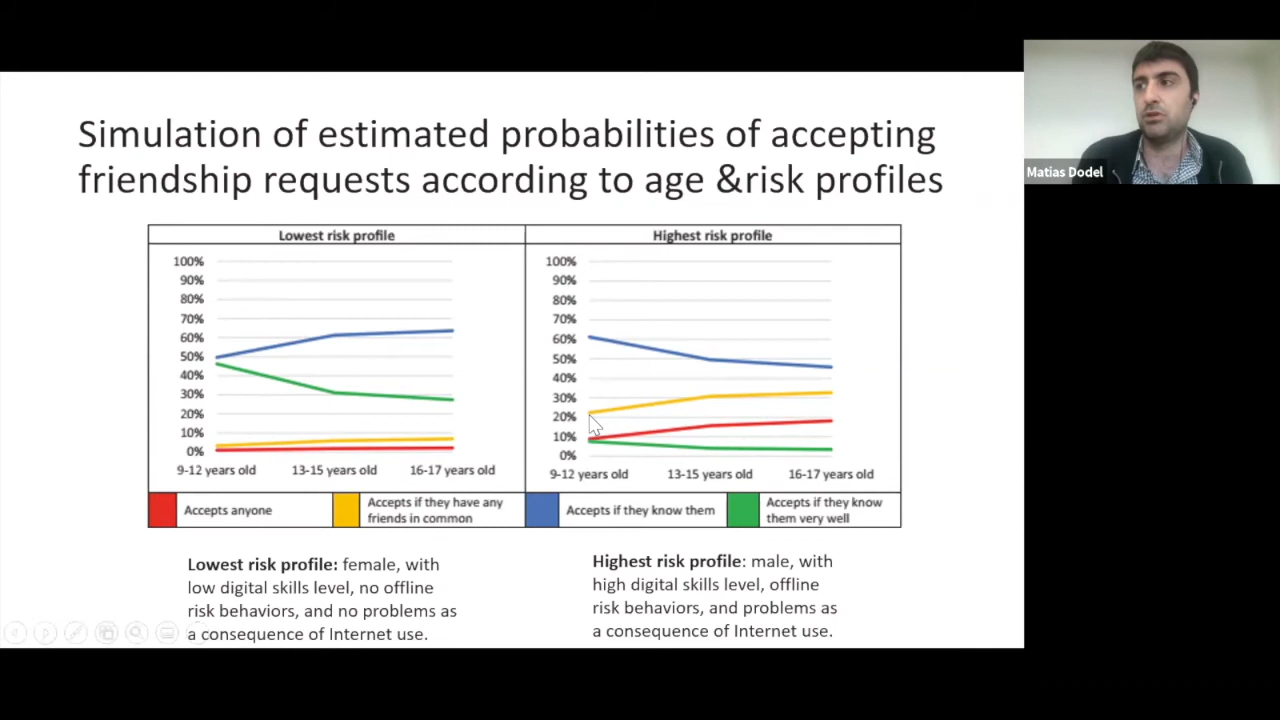 Simulation of estimated probabilities of accepting
friendship requests according to age &risk profiles
Matias Dodel
Lowest risk profile
Highest risk profile
100%
90%
80%
70%
60%
50%
40%
30%
20%
10%
0%
9-12 years old
13-15 years old
16-17 years old
100%
90%
80%
70%
60%
50%
40%
30%
20%
10%
0%
9-12 years old
13-15 years old
16-17 years old
Accepts anyone
Accepts if they have any
friends in common
Accepts if they know them
Accepts if they know
them very well
Lowest risk profile: female, with
low digital skills level, no offline
risk behaviors, and no problems as
a consequence of Internet use.
Highest risk profile: male, with
high digital skills level, offline
risk behaviors, and problems as
a consequence of Internet use.